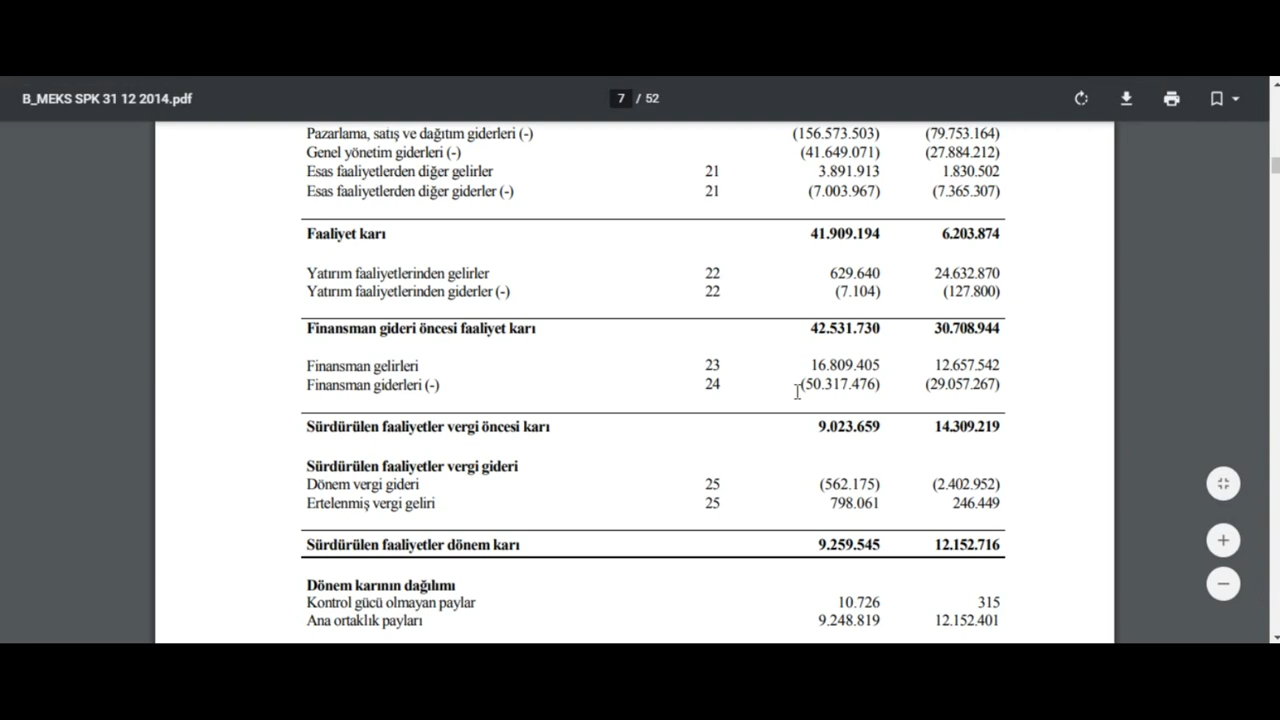 B_MEKS SPK 31 12 2014.pdf 7 / 52
Pazarlama, satış ve dağıtım giderleri (-) (156.573.503) (79.753.164)
Genel yönetim giderleri (-) (41.649.071) (27.884.212)
Esas faaliyetlerden diğer gelirler 21 3.891.913 1.830.502
Esas faaliyetlerden diğer giderler (-) 21 (7.003.967) (7.365.307)
Faaliyet karı 41.909.194 6.203.874
Yatırım faaliyetlerinden gelirler 22 629.640 24.632.870
Yatırım faaliyetlerinden giderler (-) 22 (7.104) (127.800)
Finansman gideri öncesi faaliyet karı 42.531.730 30.708.944
Finansman gelirleri 23 16.809.405 12.657.542
Finansman giderleri (-) 24 (50.317.476) (29.057.267)
Sürdürülen faaliyetler vergi öncesi karı 9.023.659 14.309.219
Sürdürülen faaliyetler vergi gideri
Dönem vergi gideri 25 (562.175) (2.402.952)
Ertelenmiş vergi geliri 25 798.061 246.449
Sürdürülen faaliyetler dönem karı 9.259.545 12.152.716
Dönem karının dağılımı
Kontrol gücü olmayan paylar 10.726 315
Ana ortaklık payları 9.248.819 12.152.401